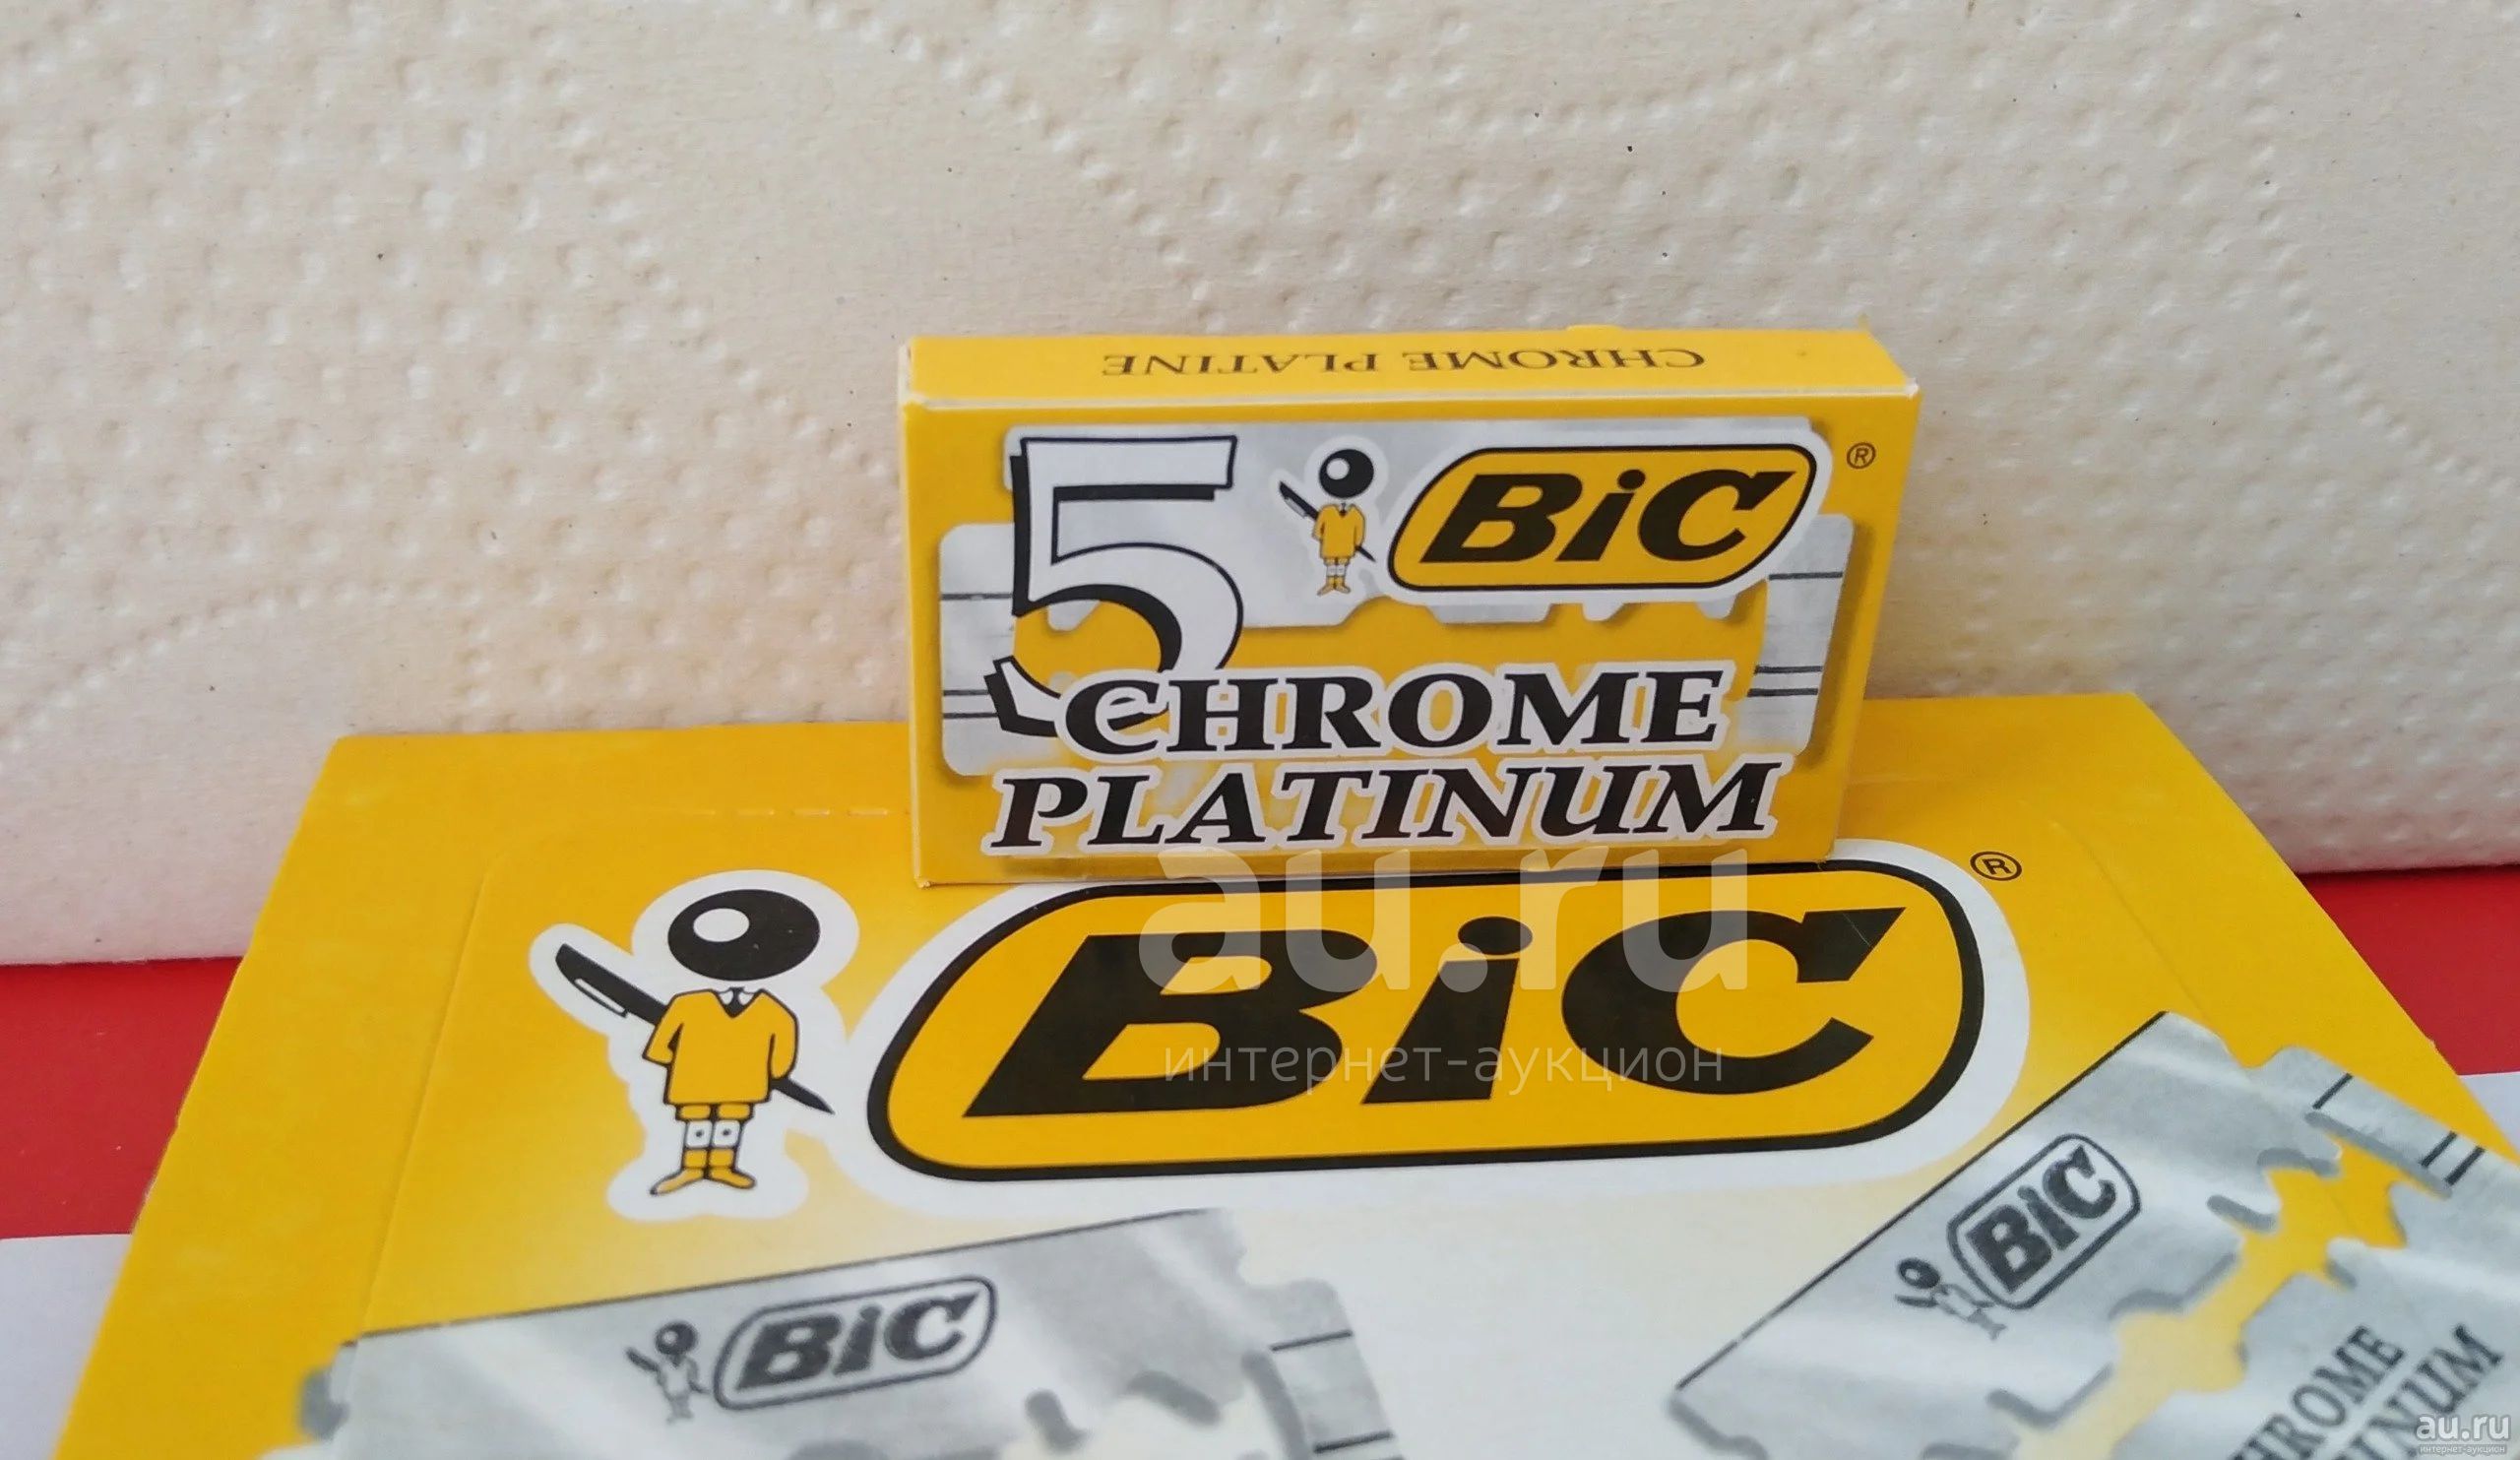 CHROME PLATINE
5 BiC ®
CHROME
PLATINUM
au.ru
BiC ®
интернет-аукцион
BiC
BiC
CHROME
PLATINUM
au.ru
интернет-аукцион